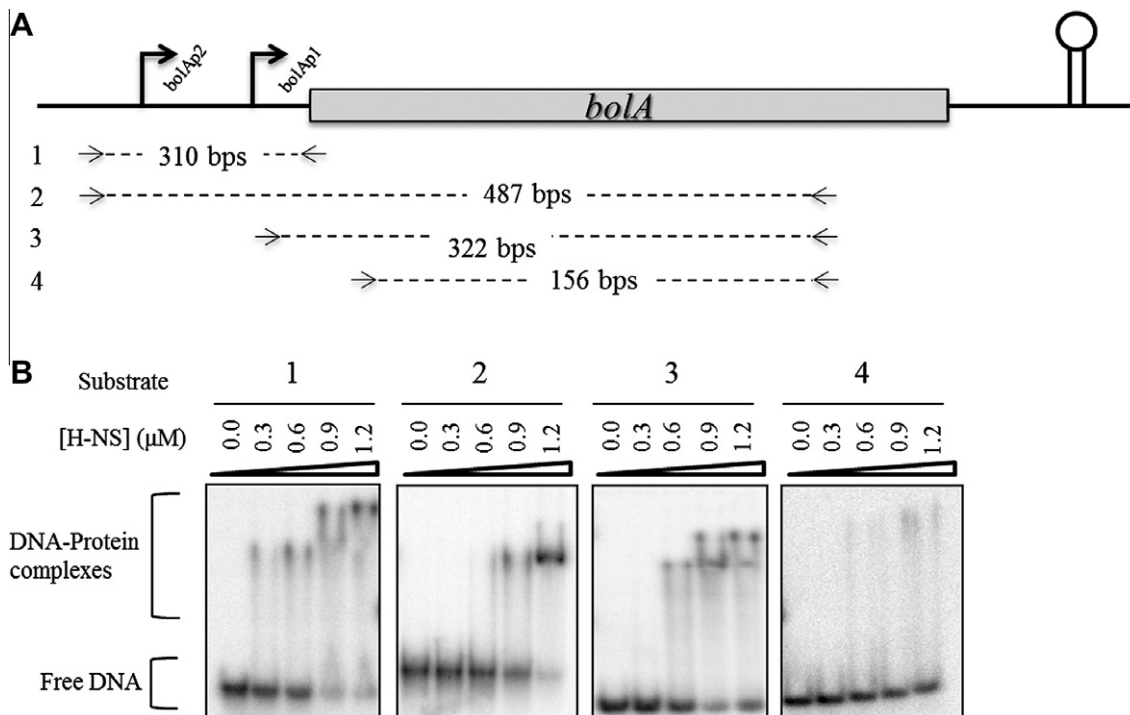 A
bolAp2
bolAp1
bolA
1
310 bps
2
487 bps
3
322 bps
4
156 bps
B
Substrate
1
2
3
4
[H-NS] (μM)
0.0 0.3 0.6 0.9 1.2
0.0 0.3 0.6 0.9 1.2
0.0 0.3 0.6 0.9 1.2
0.0 0.3 0.6 0.9 1.2
DNA-Protein
complexes
Free DNA